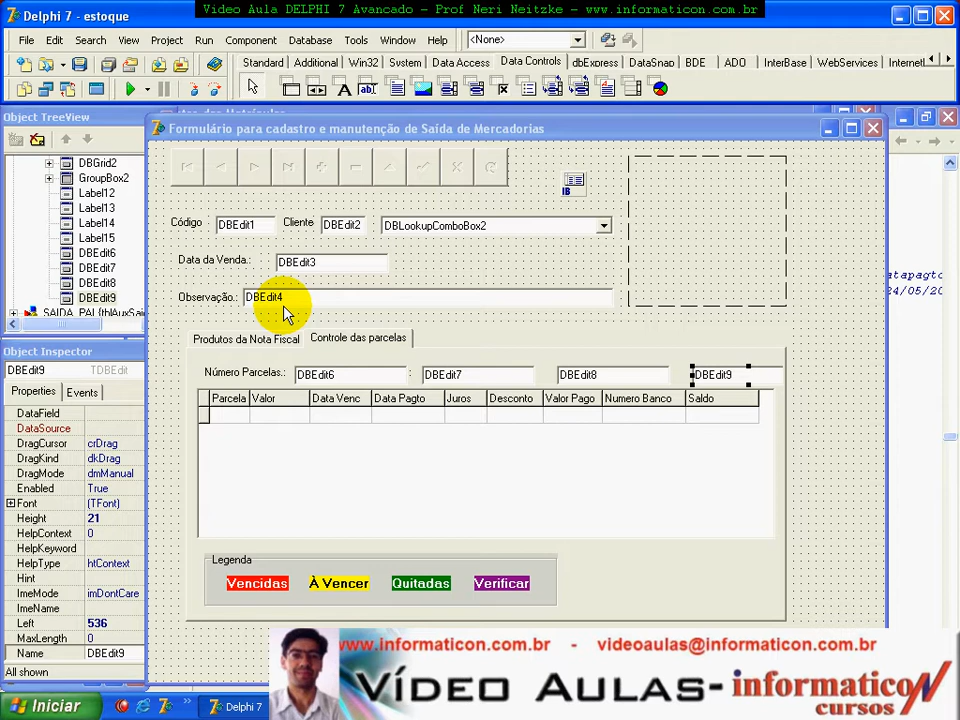 Video Aula DELPHI 7 Avancado - Prof Neri Neitzke - www.informaticon.com.br
Delphi 7 - estoque
File Edit Search View Project Run Component Database Tools Window Help <None>
Standard Additional Win32 System Data Access Data Controls dbExpress DataSnap BDE ADO InterBase WebServices Internet
Object TreeView
Formulário para cadastro e manutenção de Saída de Mercadorias
DBGrid2
GroupBox2
Label12
Label13
Label14
Label15
DBEdit6
DBEdit7
DBEdit8
DBEdit9
IB
Código : DBEdit1 Cliente DBEdit2 DBLookupComboBox2
Data da Venda.: DBEdit3
Observação.: DBEdit4
atapagto
24/05/20
Produtos da Nota Fiscal Controle das parcelas
Número Parcelas.: DBEdit6 : DBEdit7 DBEdit8 DBEdit9
Parcela Valor Data Venc Data Pagto Juros Desconto Valor Pago Numero Banco Saldo
Legenda
Vencidas À Vencer Quitadas Verificar
Object Inspector
DBEdit9 TDBEdit
Properties Events
DataField
DataSource
DragCursor crDrag
DragKind dkDrag
DragMode dmManual
Enabled True
Font (TFont)
Height 21
HelpContext 0
HelpKeyword
HelpType htContext
Hint
ImeMode imDontCare
ImeName
Left 536
MaxLength 0
Name DBEdit9
All shown
www.informaticon.com.br - videoaulas@informaticon.com.br
VÍDEO AULAS- informaticon
cursos
Iniciar Delphi 7